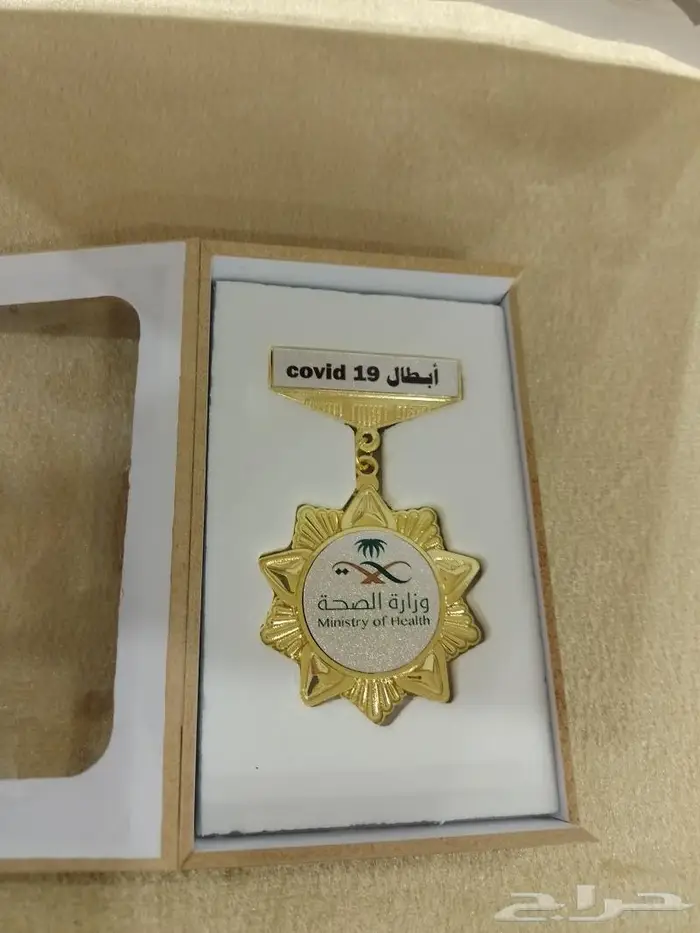 أبطال covid 19
وزارة الصحة
Ministry of Health
حراج